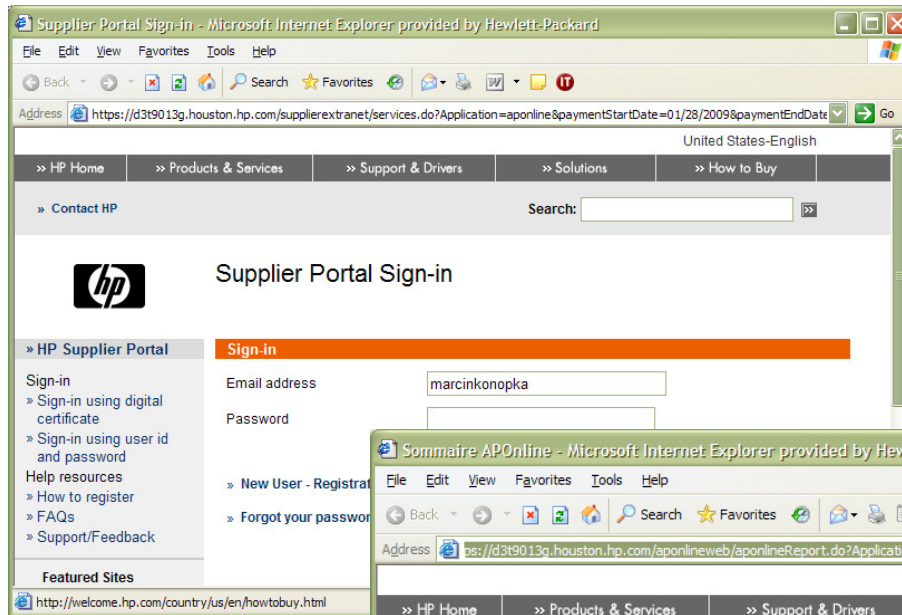 Supplier Portal Sign-in - Microsoft Internet Explorer provided by Hewlett-Packard
File Edit View Favorites Tools Help
Back Search Favorites W IT
Address https://d3t9013g.houston.hp.com/supplierextranet/services.do?Application=aponline&paymentStartDate=01/28/2009&paymentEndDate Go
United States-English
» HP Home » Products & Services » Support & Drivers » Solutions » How to Buy
» Contact HP Search: »
hp Supplier Portal Sign-in
» HP Supplier Portal Sign-in
Sign-in Email address marcinkonopka
» Sign-in using digital
certificate Password
» Sign-in using user id
and password
Help resources
» How to register
» FAQs
» Support/Feedback
Featured Sites
» New User - Registrat
» Forgot your passwor
http://welcome.hp.com/country/us/en/howtobuy.html
Sommaire APOnline - Microsoft Internet Explorer provided by Hew
File Edit View Favorites Tools Help
Back Search Favorites
Address ps://d3t9013g.houston.hp.com/aponlineweb/aponlineReport.do?Applicati
» HP Home » Products & Services » Support & Drivers